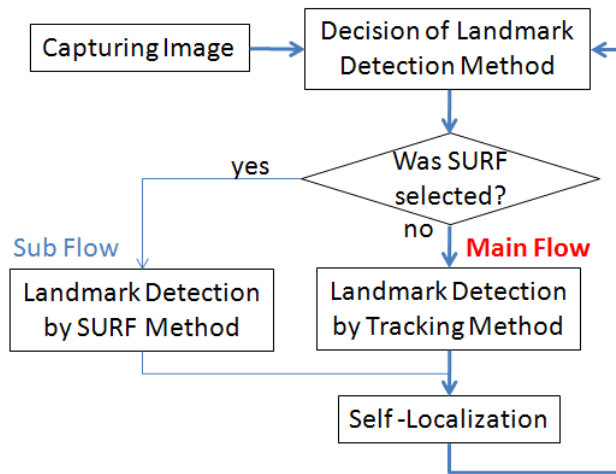 Capturing Image
Decision of Landmark
Detection Method
Was SURF
selected?
yes
no
Sub Flow
Main Flow
Landmark Detection
by SURF Method
Landmark Detection
by Tracking Method
Self -Localization